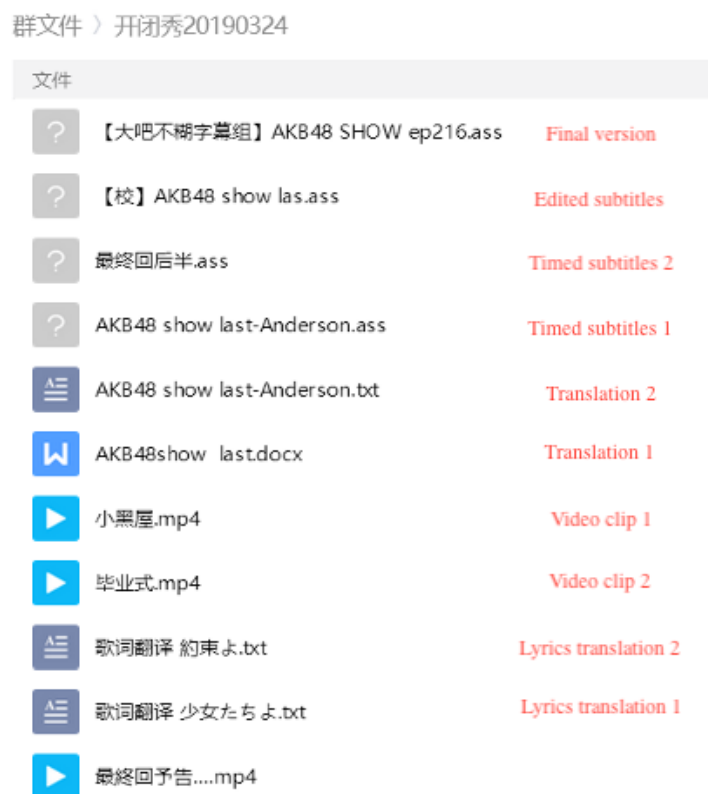 群文件 〉 开闭秀20190324
文件
【大吧不糊字幕组】AKB48 SHOW ep216.ass Final version
【校】AKB48 show las.ass Edited subtitles
最终回后半.ass Timed subtitles 2
AKB48 show last-Anderson.ass Timed subtitles 1
AKB48 show last-Anderson.txt Translation 2
AKB48show last.docx Translation 1
小黑屋.mp4 Video clip 1
毕业式.mp4 Video clip 2
歌词翻译 約束よ.txt Lyrics translation 2
歌词翻译 少女たちよ.txt Lyrics translation 1
最終回予告....mp4